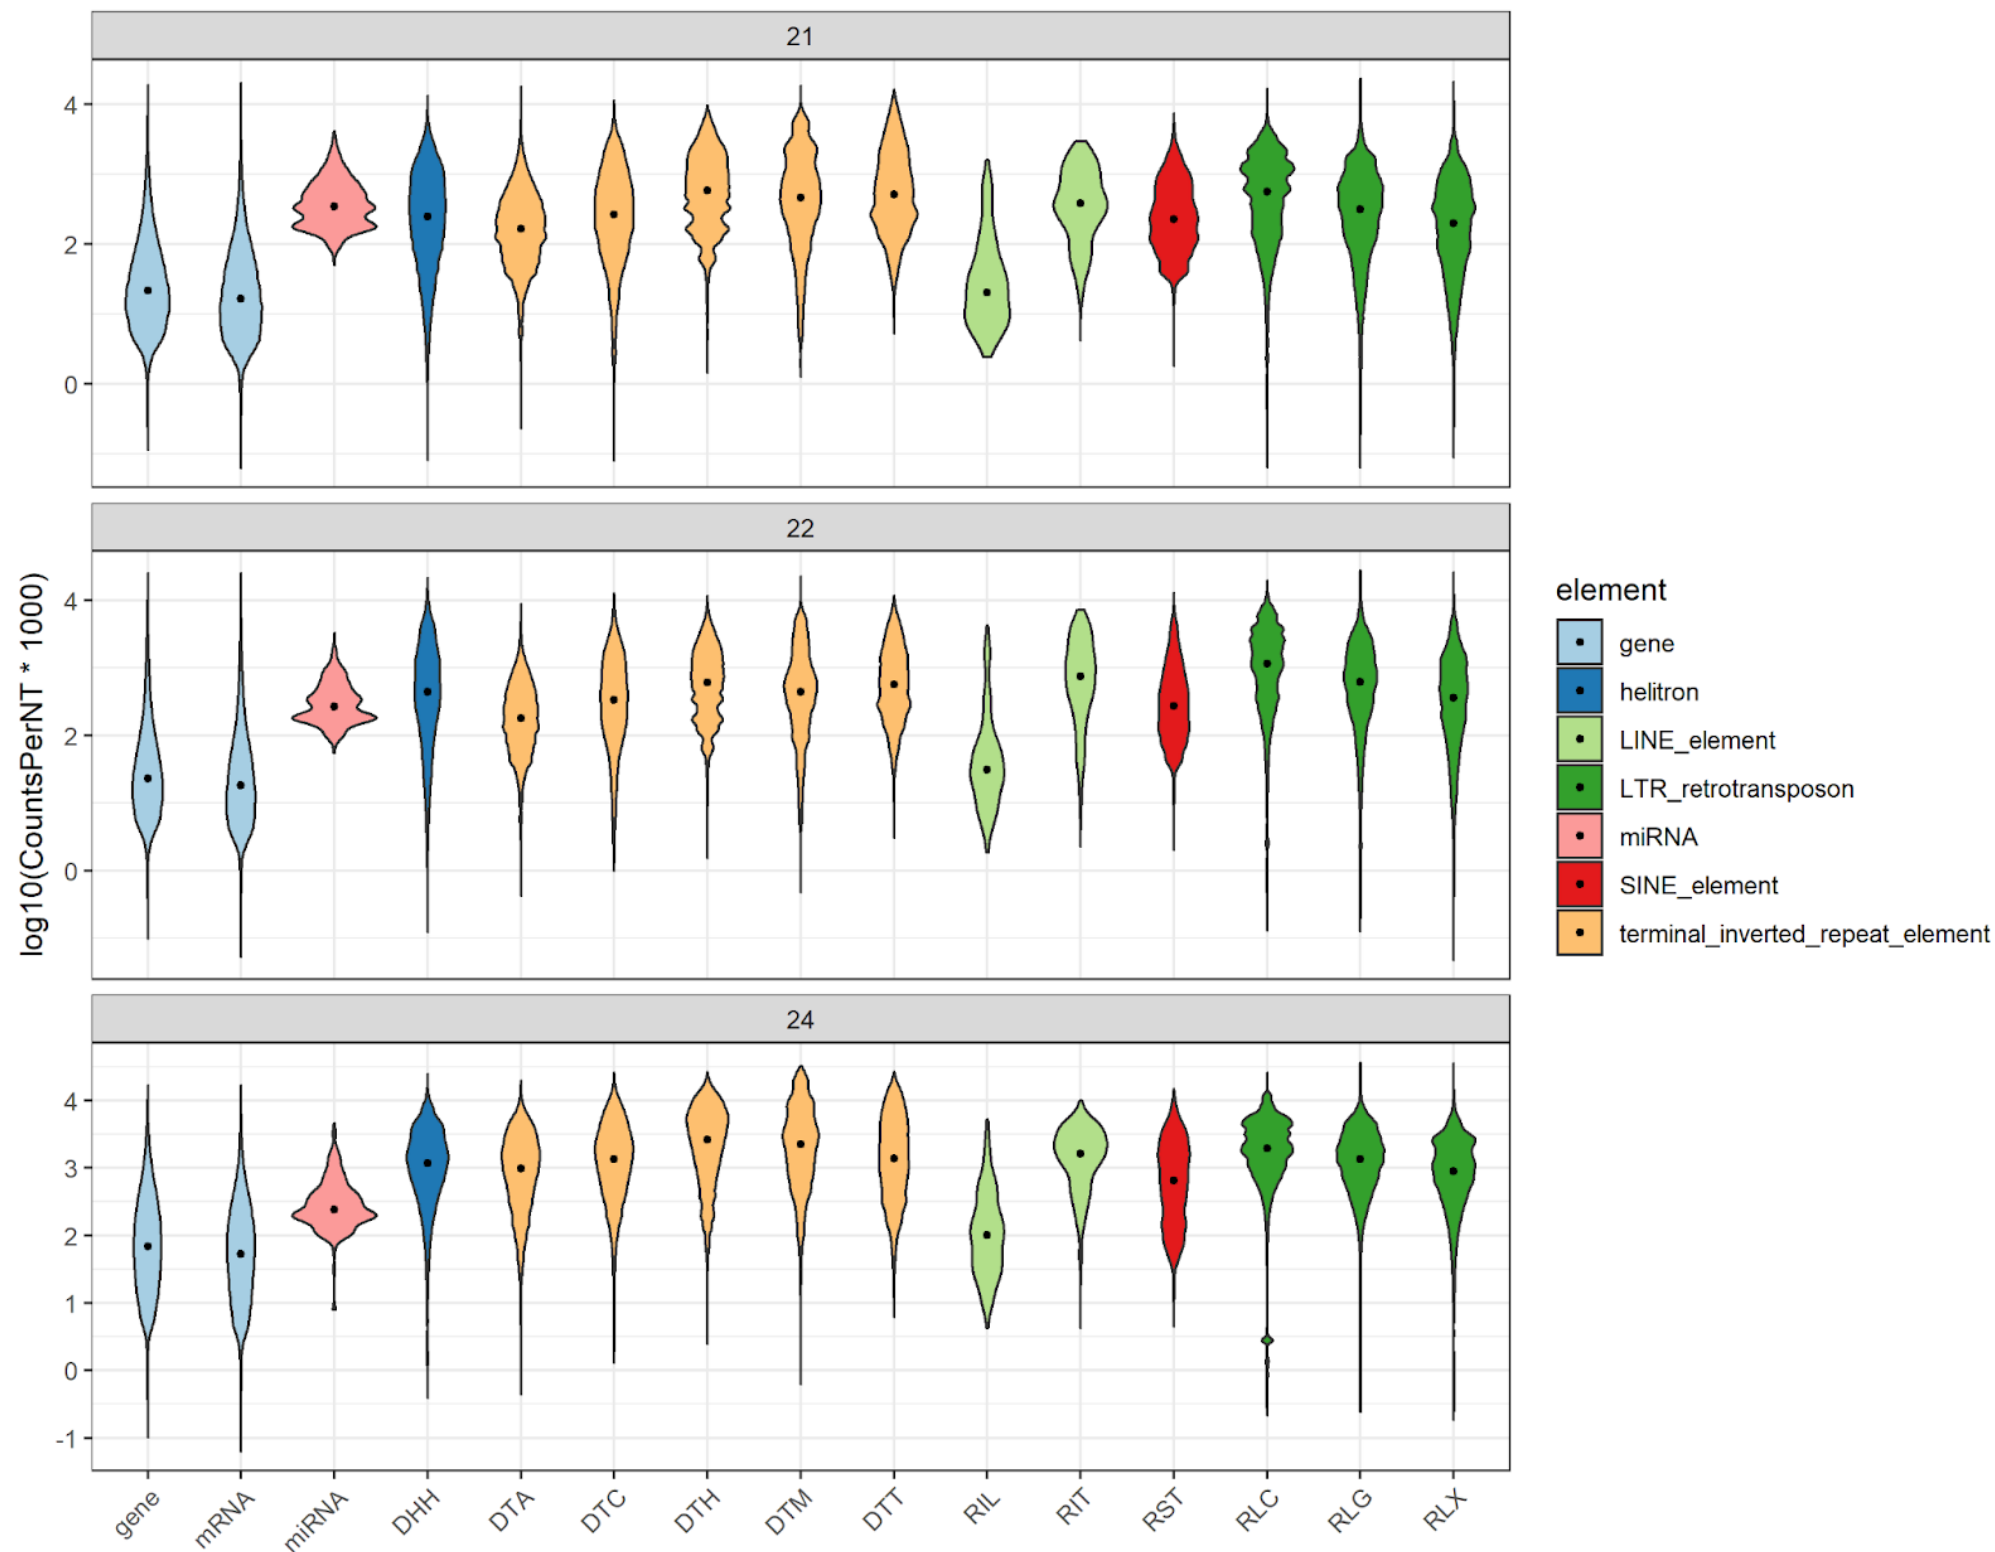 21
4
2
0
22
4
2
0
24
4
3
2
1
0
-1
log10(CountsPerNT * 1000)
gene mRNA miRNA DHH DTA DTC DTH DTM DTT RIL RIT RST RLC RLG RLX
element
gene
helitron
LINE_element
LTR_retrotransposon
miRNA
SINE_element
terminal_inverted_repeat_element